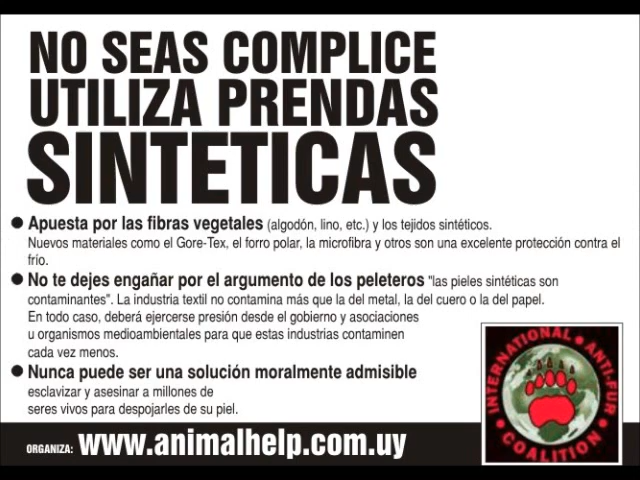 NO SEAS COMPLICE
UTILIZA PRENDAS
SINTETICAS
● Apuesta por las fibras vegetales (algodón, lino, etc.) y los tejidos sintéticos.
Nuevos materiales como el Gore-Tex, el forro polar, la microfibra y otros son una excelente protección contra el
frío.
● No te dejes engañar por el argumento de los peleteros "las pieles sintéticas son
contaminantes". La industria textil no contamina más que la del metal, la del cuero o la del papel.
En todo caso, deberá ejercerse presión desde el gobierno y asociaciones
u organismos medioambientales para que estas industrias contaminen
cada vez menos.
● Nunca puede ser una solución moralmente admisible
esclavizar y asesinar a millones de
seres vivos para despojarles de su piel.
INTERNATIONAL • ANTI-FUR • COALITION •
ORGANIZA: www.animalhelp.com.uy